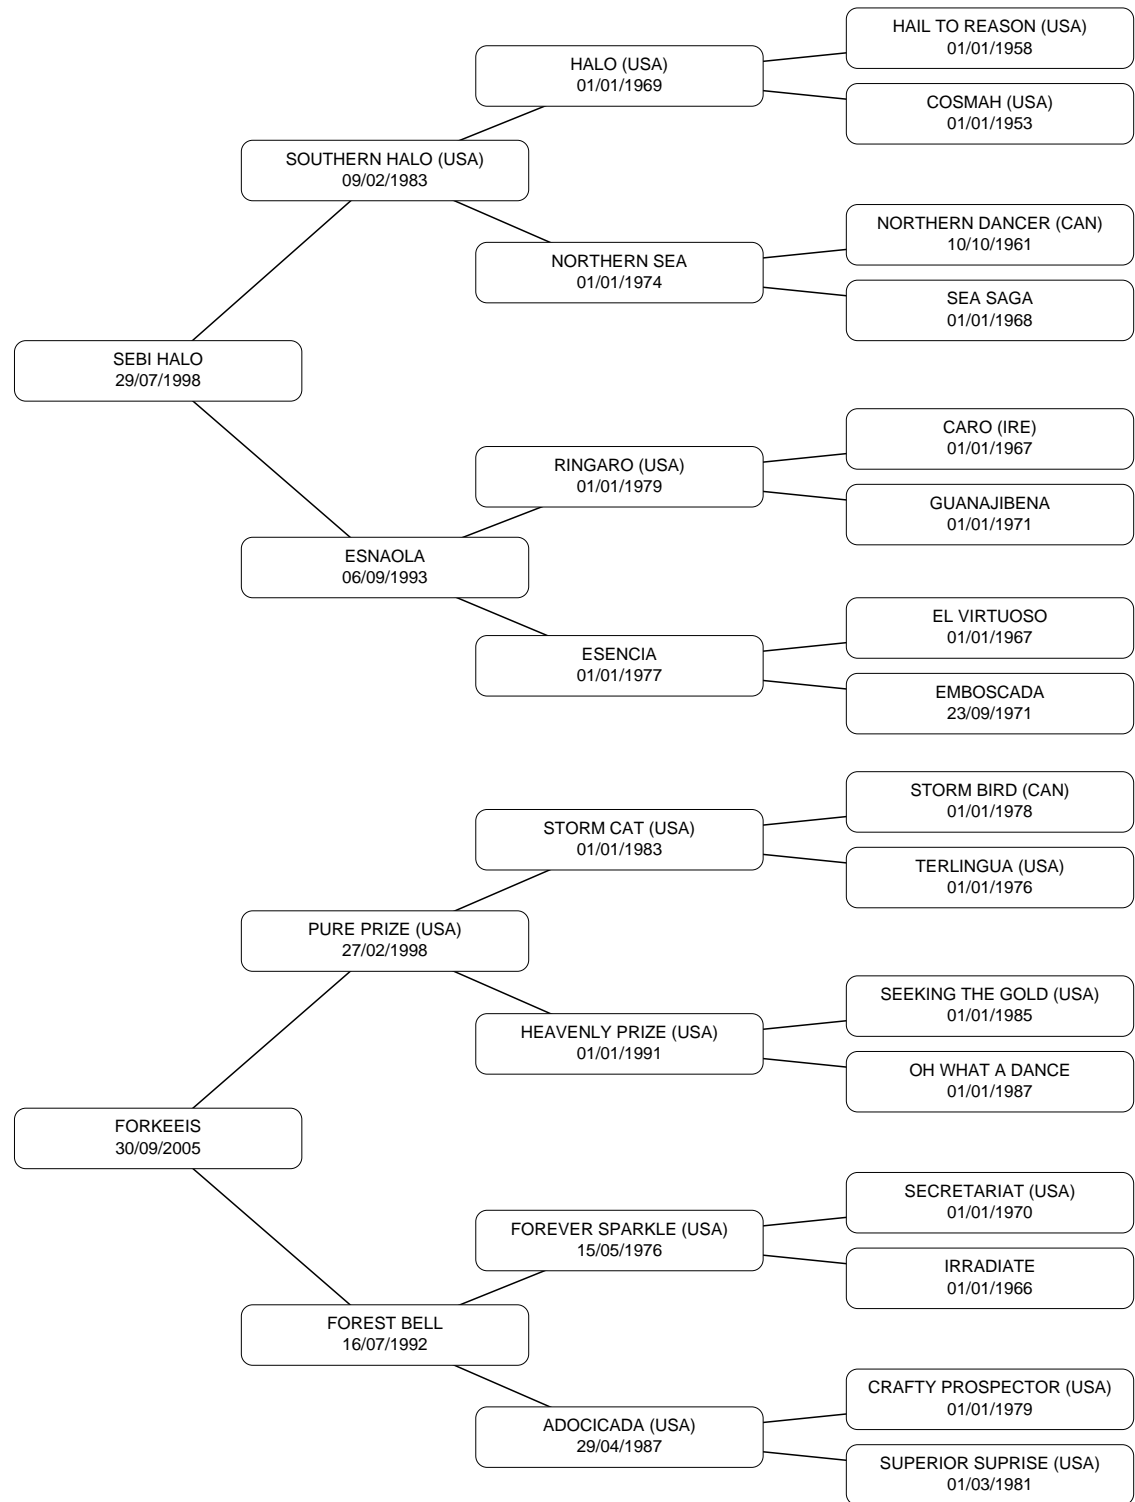 HAIL TO REASON (USA)
01/01/1958
HALO (USA)
01/01/1969
COSMAH (USA)
01/01/1953
SOUTHERN HALO (USA)
09/02/1983
NORTHERN DANCER (CAN)
10/10/1961
NORTHERN SEA
01/01/1974
SEA SAGA
01/01/1968
SEBI HALO
29/07/1998
CARO (IRE)
01/01/1967
RINGARO (USA)
01/01/1979
GUANAJIBENA
01/01/1971
ESNAOLA
06/09/1993
EL VIRTUOSO
01/01/1967
ESENCIA
01/01/1977
EMBOSCADA
23/09/1971
STORM BIRD (CAN)
01/01/1978
STORM CAT (USA)
01/01/1983
TERLINGUA (USA)
01/01/1976
PURE PRIZE (USA)
27/02/1998
SEEKING THE GOLD (USA)
01/01/1985
HEAVENLY PRIZE (USA)
01/01/1991
OH WHAT A DANCE
01/01/1987
FORKEEIS
30/09/2005
SECRETARIAT (USA)
01/01/1970
FOREVER SPARKLE (USA)
15/05/1976
IRRADIATE
01/01/1966
FOREST BELL
16/07/1992
CRAFTY PROSPECTOR (USA)
01/01/1979
ADOCICADA (USA)
29/04/1987
SUPERIOR SUPRISE (USA)
01/03/1981